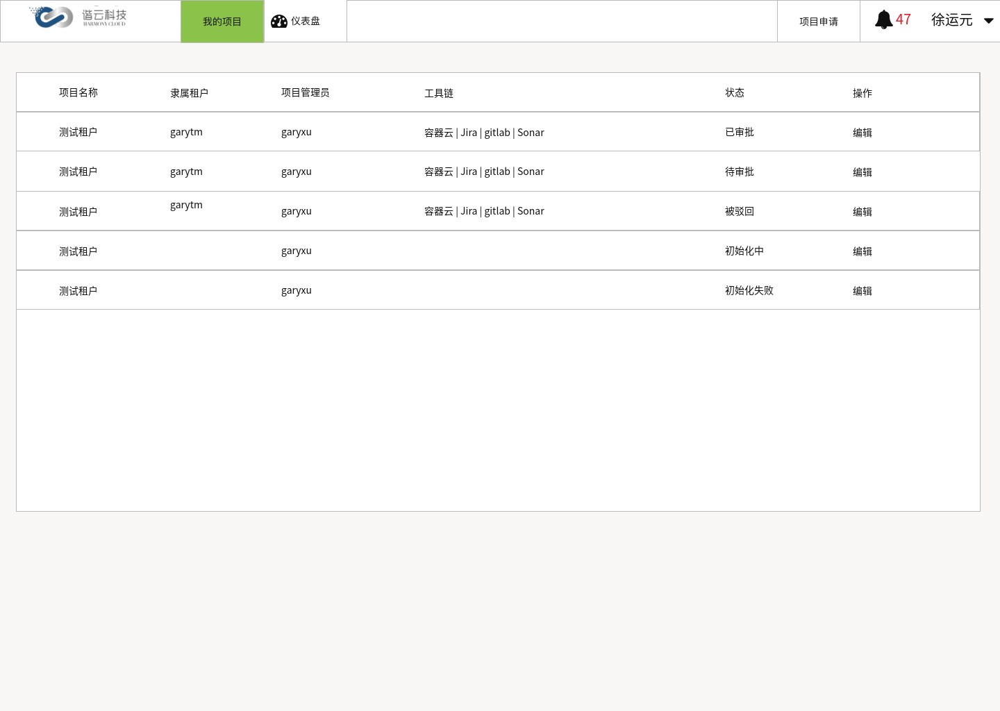 谐云科技
HARMONY CLOUD
我的项目
仪表盘
项目申请
47
徐运元
项目名称 隶属租户 项目管理员 工具链 状态 操作
测试租户 garytm garyxu 容器云 | Jira | gitlab | Sonar 已审批 编辑
测试租户 garytm garyxu 容器云 | Jira | gitlab | Sonar 待审批 编辑
测试租户 garytm garyxu 容器云 | Jira | gitlab | Sonar 被驳回 编辑
测试租户 garyxu 初始化中 编辑
测试租户 garyxu 初始化失败 编辑